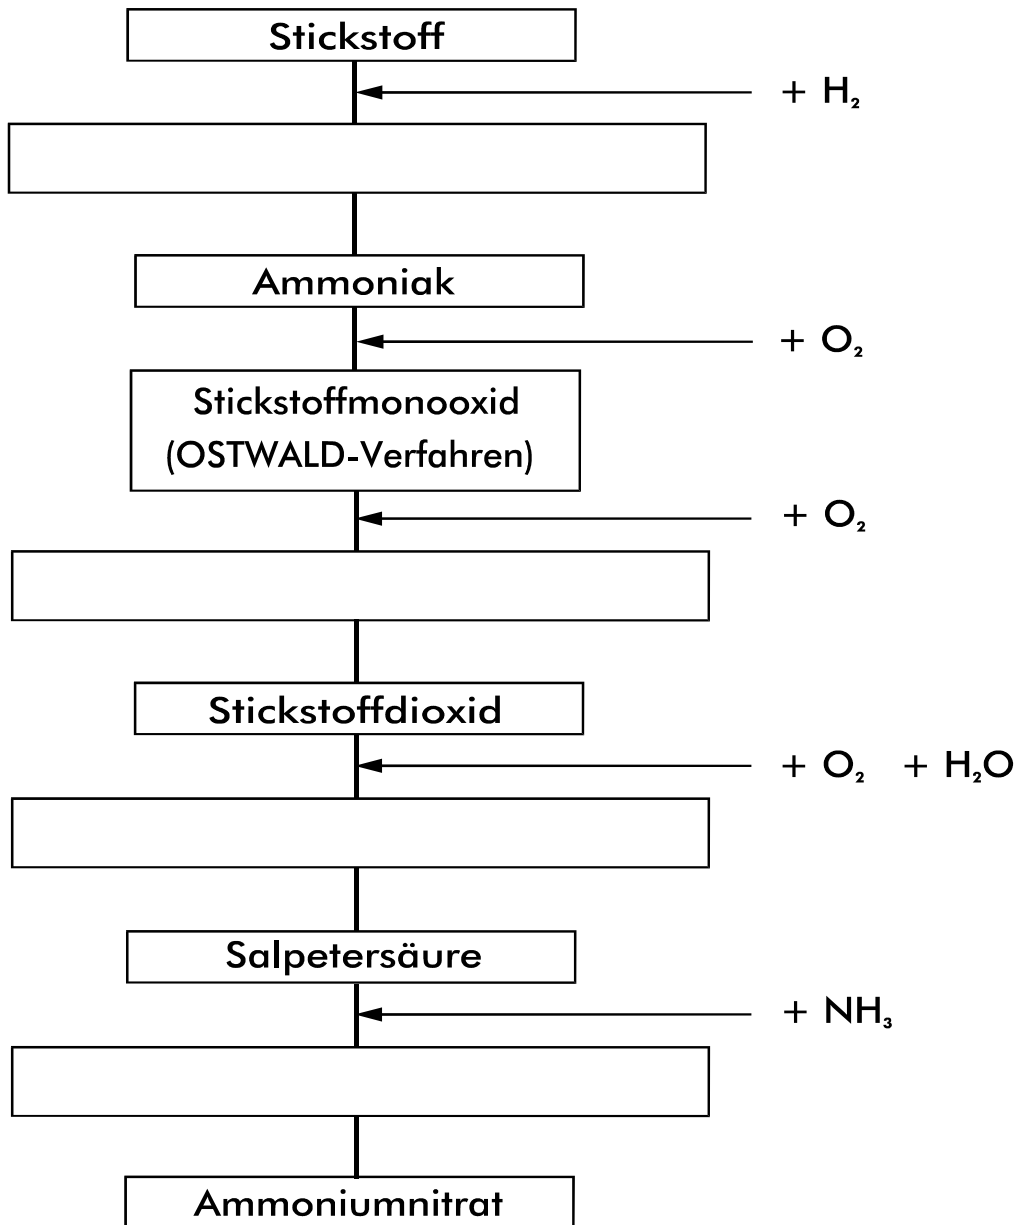 Stickstoff
+ H₂
Ammoniak
+ O₂
Stickstoffmonooxid
(OSTWALD-Verfahren)
+ O₂
Stickstoffdioxid
+ O₂ + H₂O
Salpetersäure
+ NH₃
Ammoniumnitrat